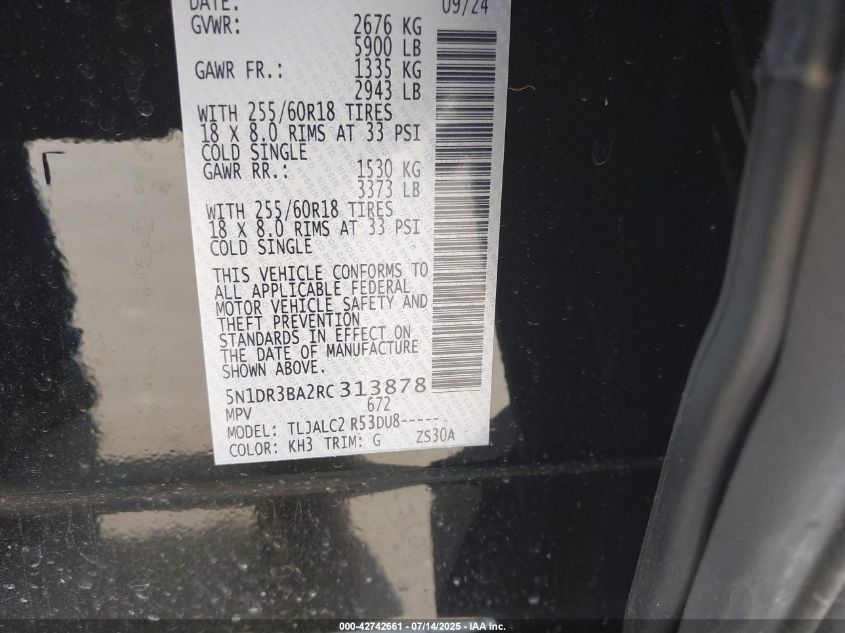 DATE: 09/24
GVWR: 2676 KG
5900 LB
GAWR FR.: 1335 KG
2943 LB
WITH 255/60R18 TIRES
18 X 8.0 RIMS AT 33 PSI
COLD SINGLE
GAWR RR.: 1530 KG
3373 LB
WITH 255/60R18 TIRES
18 X 8.0 RIMS AT 33 PSI
COLD SINGLE
THIS VEHICLE CONFORMS TO
ALL APPLICABLE FEDERAL
MOTOR VEHICLE SAFETY AND
THEFT PREVENTION
STANDARDS IN EFFECT ON
THE DATE OF MANUFACTURE
SHOWN ABOVE.
5N1DR3BA2RC313878
MPV 672
MODEL: TLJALC2 R53DU8-----
COLOR: KH3 TRIM: G ZS30A
000-42742661 - 07/14/2025 - IAA Inc.